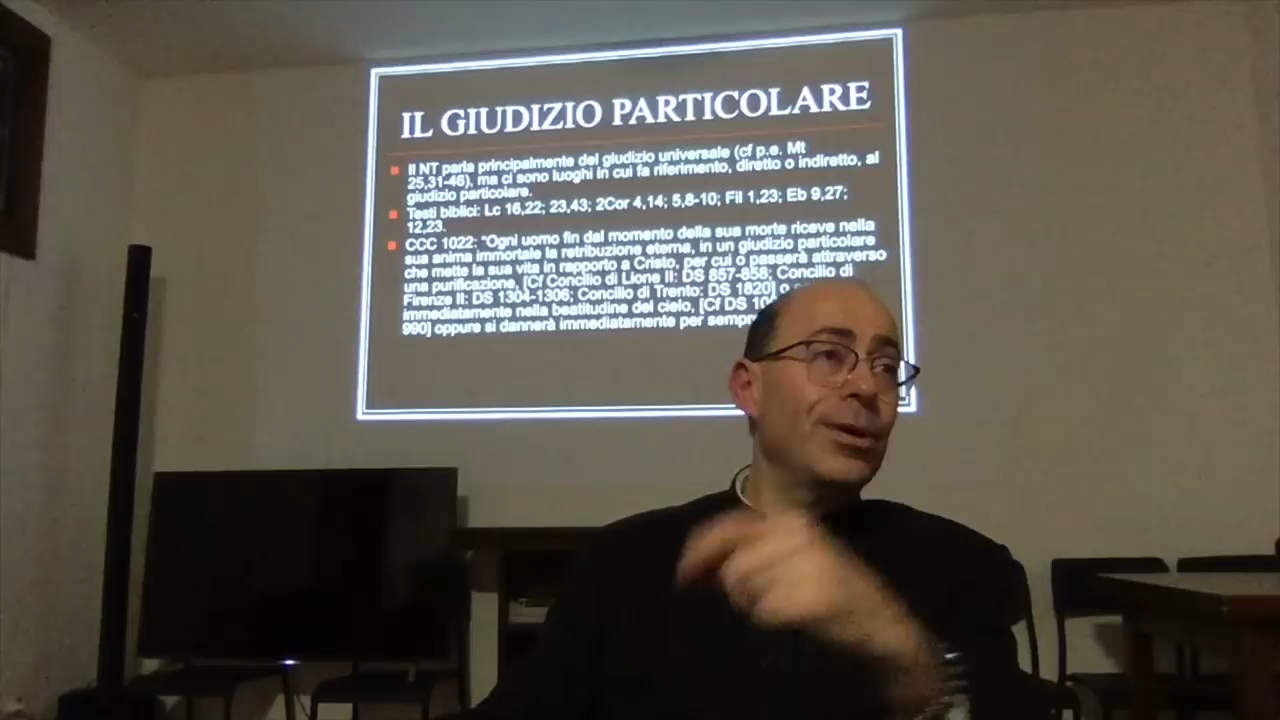 IL GIUDIZIO PARTICOLARE
Il NT parla principalmente del giudizio universale (cf p.e. Mt
25,31-46), ma ci sono luoghi in cui fa riferimento, diretto o indiretto, al
giudizio particolare.
Testi biblici: Lc 16,22; 23,43; 2Cor 4,14; 5,8-10; Fil 1,23; Eb 9,27;
12,23.
CCC 1022: "Ogni uomo fin dal momento della sua morte riceve nella
sua anima immortale la retribuzione eterna, in un giudizio particolare
che mette la sua vita in rapporto a Cristo, per cui o passerà attraverso
una purificazione, [Cf Concilio di Lione II: DS 857-858; Concilio di
Firenze II: DS 1304-1306; Concilio di Trento: DS 1820] o
immediatamente nella beatitudine del cielo, [Cf DS
990] oppure si dannerà immediatamente per